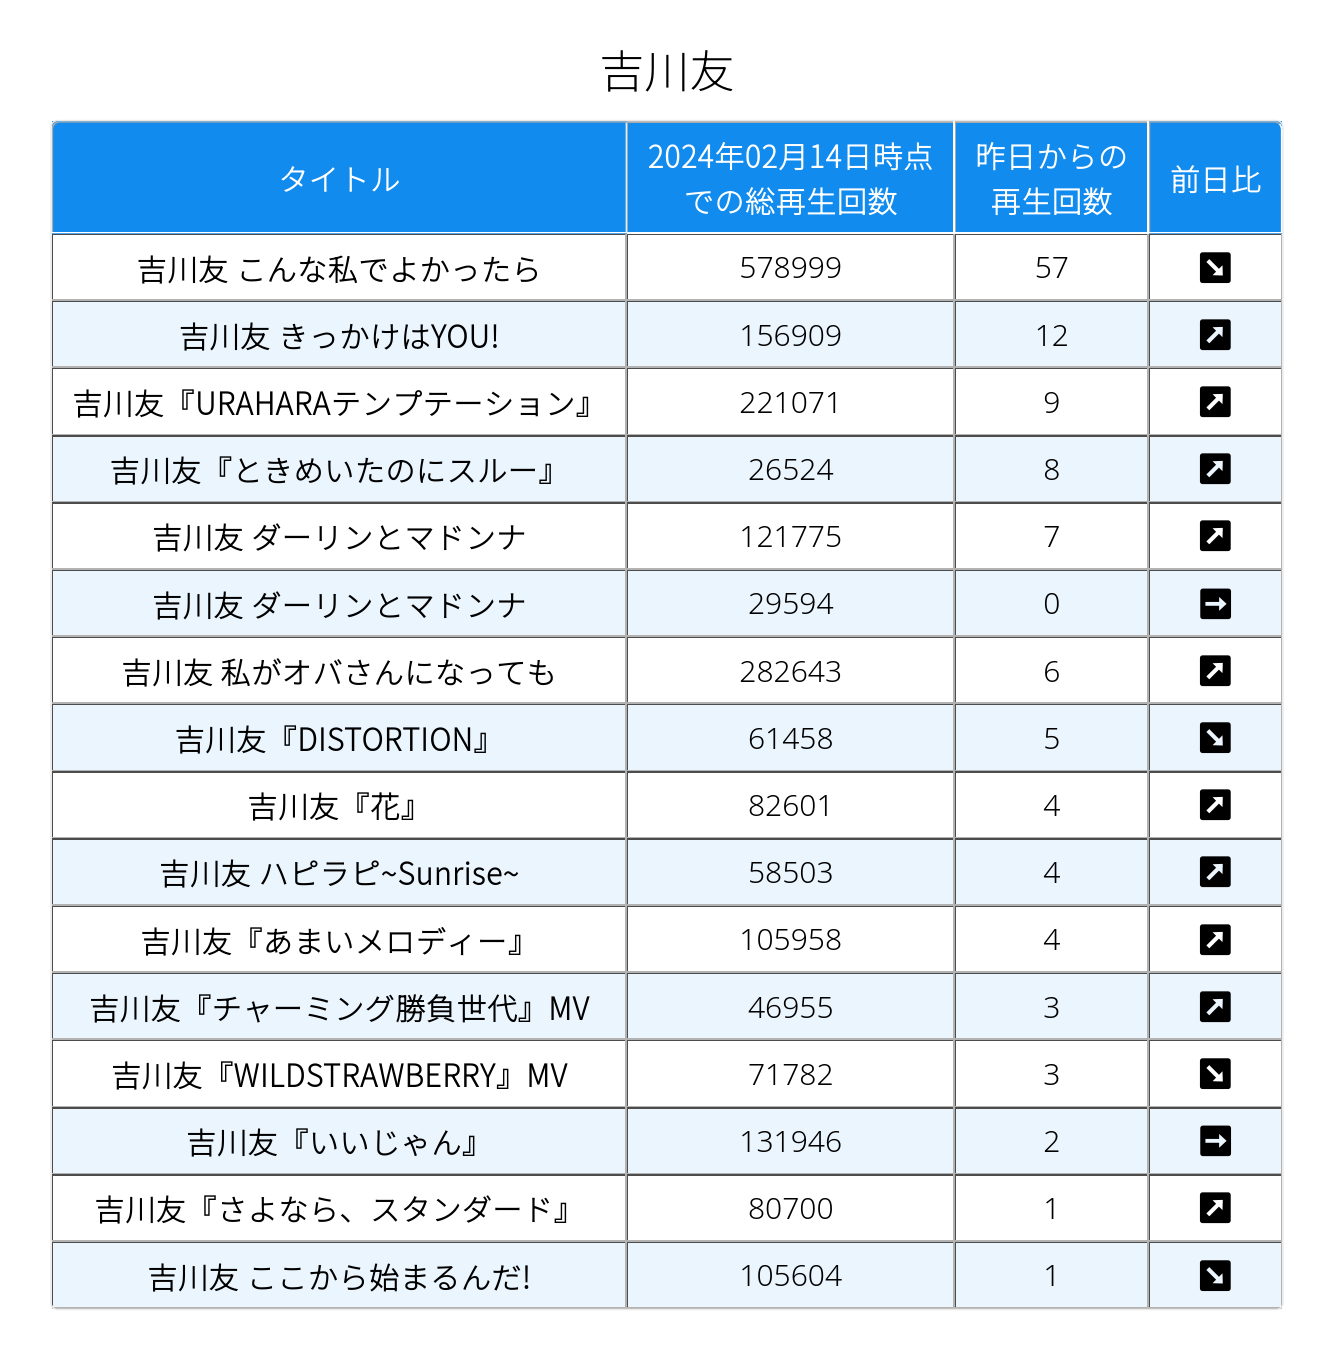 吉川友
タイトル
2024年02月14日時点
での総再生回数
昨日からの
再生回数
前日比
吉川友 こんな私でよかったら 578999 57 ↘
吉川友 きっかけはYOU! 156909 12 ↗
吉川友『URAHARAテンプテーション』 221071 9 ↗
吉川友『ときめいたのにスルー』 26524 8 ↗
吉川友 ダーリンとマドンナ 121775 7 ↗
吉川友 ダーリンとマドンナ 29594 0 →
吉川友 私がオバさんになっても 282643 6 ↗
吉川友『DISTORTION』 61458 5 ↘
吉川友『花』 82601 4 ↗
吉川友 ハピラピ~Sunrise~ 58503 4 ↗
吉川友『あまいメロディー』 105958 4 ↗
吉川友『チャーミング勝負世代』MV 46955 3 ↗
吉川友『WILDSTRAWBERRY』MV 71782 3 ↘
吉川友『いいじゃん』 131946 2 →
吉川友『さよなら、スタンダード』 80700 1 ↗
吉川友 ここから始まるんだ! 105604 1 ↘